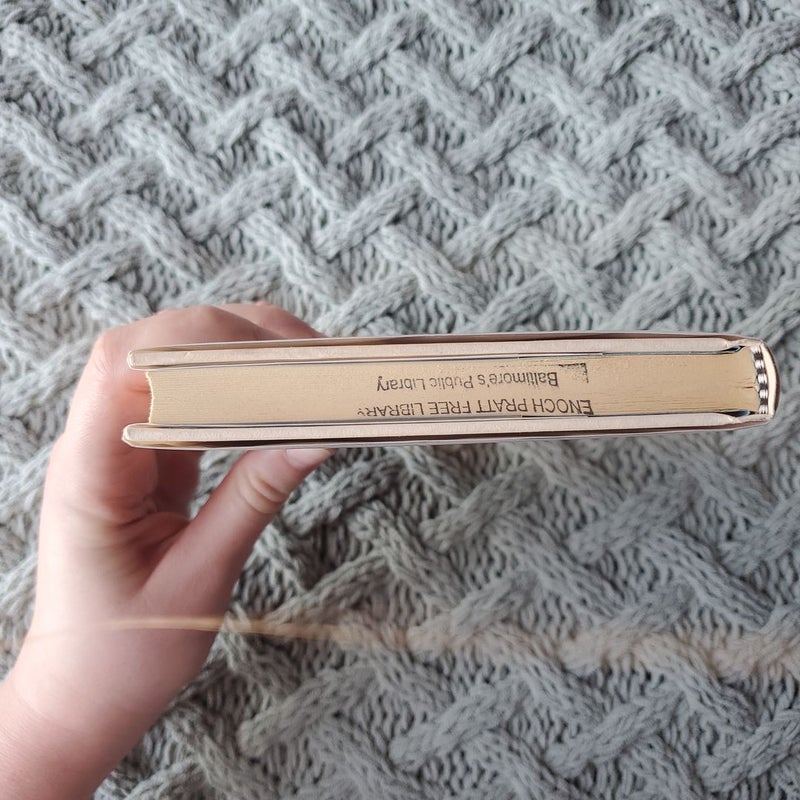 ENOCH PRATT FREE LIBRARY
Baltimore's Public Library